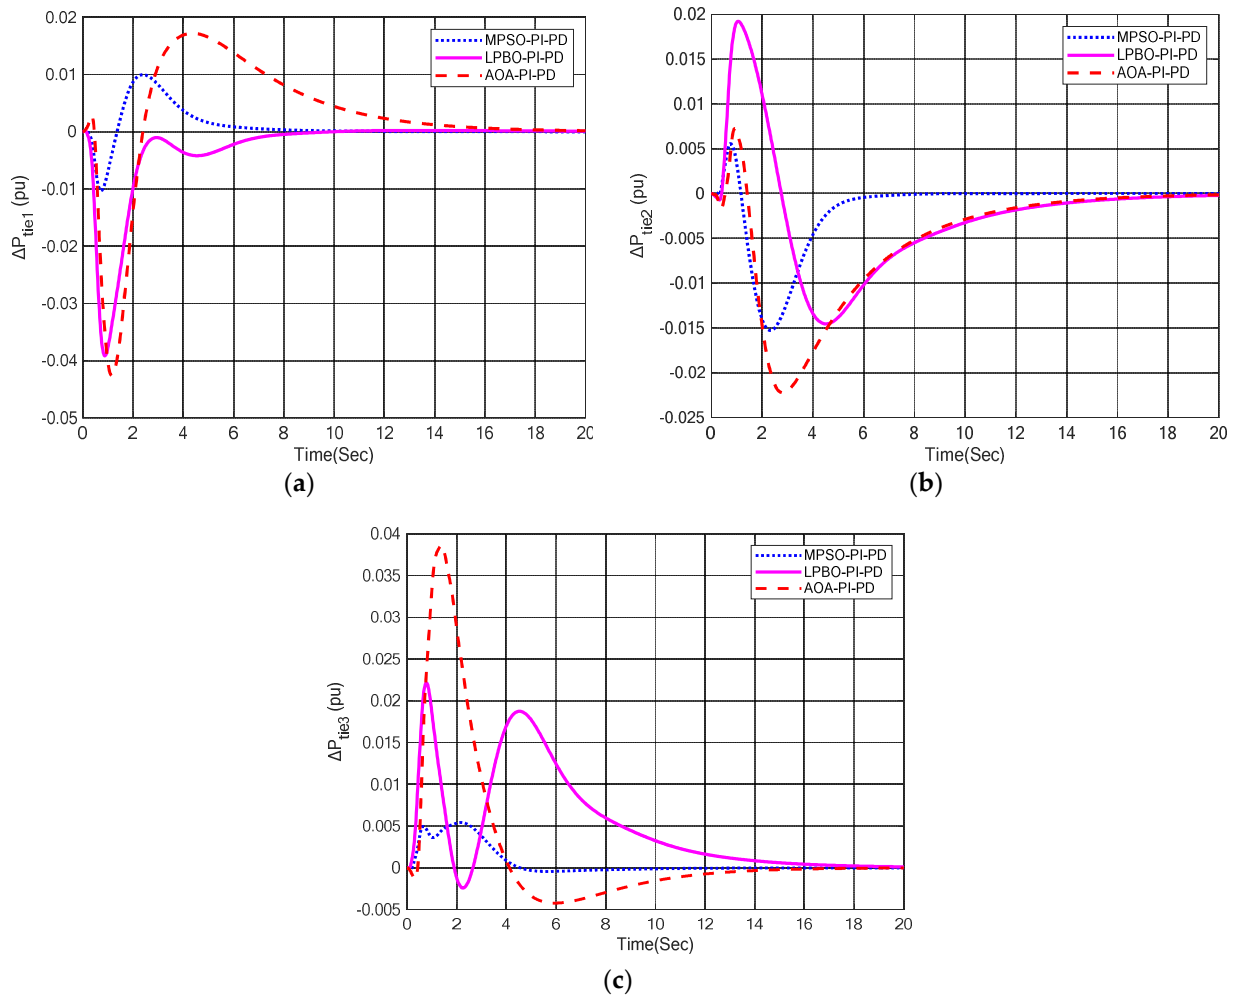 0.02
0.01
0
-0.01
-0.02
-0.03
-0.04
-0.05
ΔPtie1 (pu)
MPSO-PI-PD
LPBO-PI-PD
AOA-PI-PD
0 2 4 6 8 10 12 14 16 18 20
Time(Sec)
(a)
0.02
0.015
0.01
0.005
0
-0.005
-0.01
-0.015
-0.02
-0.025
ΔPtie2 (pu)
MPSO-PI-PD
LPBO-PI-PD
AOA-PI-PD
0 2 4 6 8 10 12 14 16 18 20
Time(Sec)
(b)
0.04
0.035
0.03
0.025
0.02
0.015
0.01
0.005
0
-0.005
ΔPtie3 (pu)
MPSO-PI-PD
LPBO-PI-PD
AOA-PI-PD
0 2 4 6 8 10 12 14 16 18 20
Time(Sec)
(c)